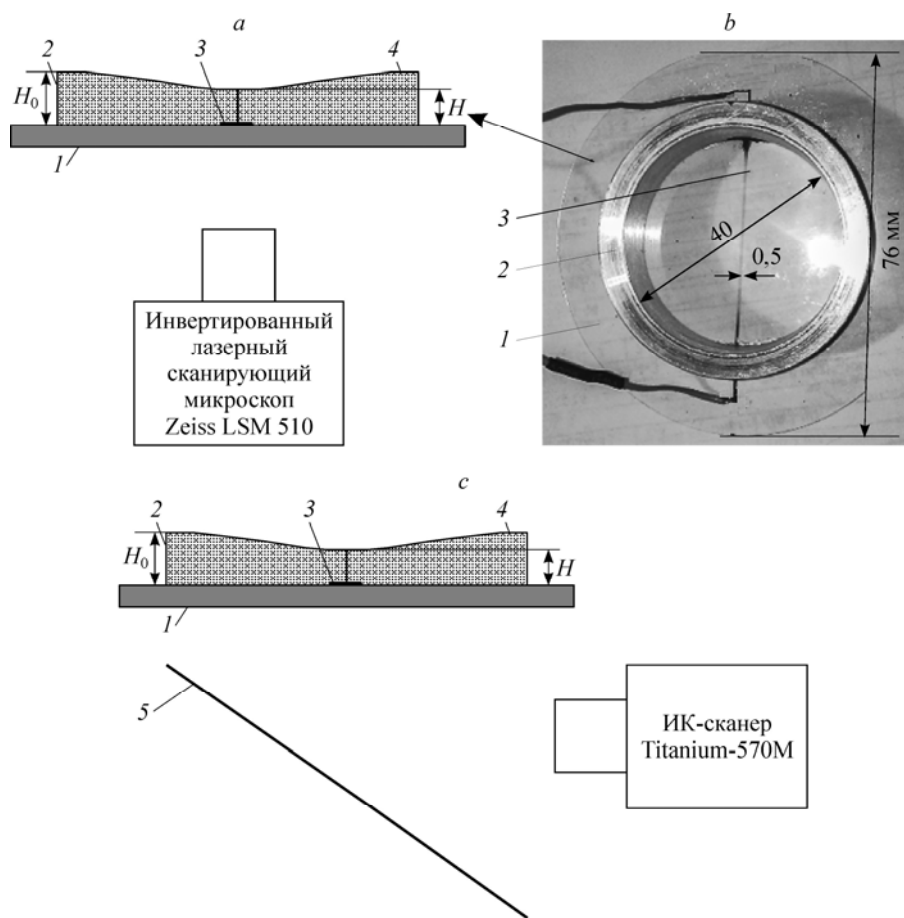 a
2
3
4
H₀
H
1
Инвертированный
лазерный
сканирующий
микроскоп
Zeiss LSM 510
b
3
40
2
0,5
1
76 мм
c
2
3
4
H₀
H
1
5
ИК-сканер
Titanium-570M